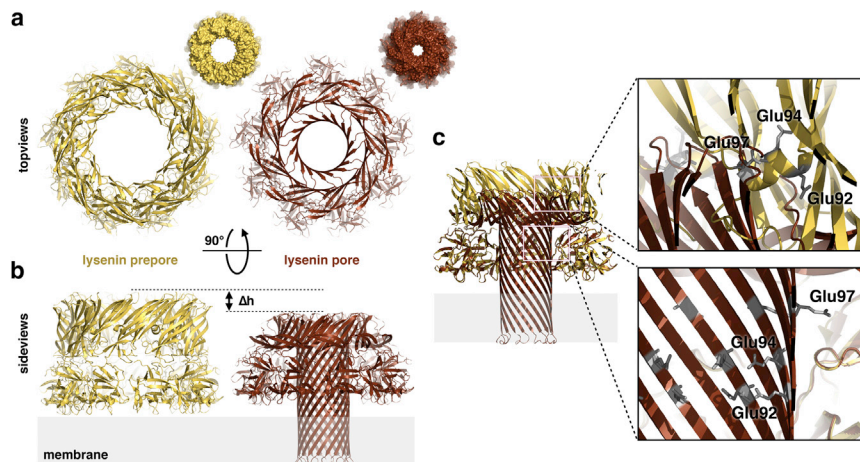 a
topviews
lysenin prepore
90°
lysenin pore
b
Δh
sideviews
membrane
c
Glu94
Glu97
Glu92
Glu97
Glu94
Glu92